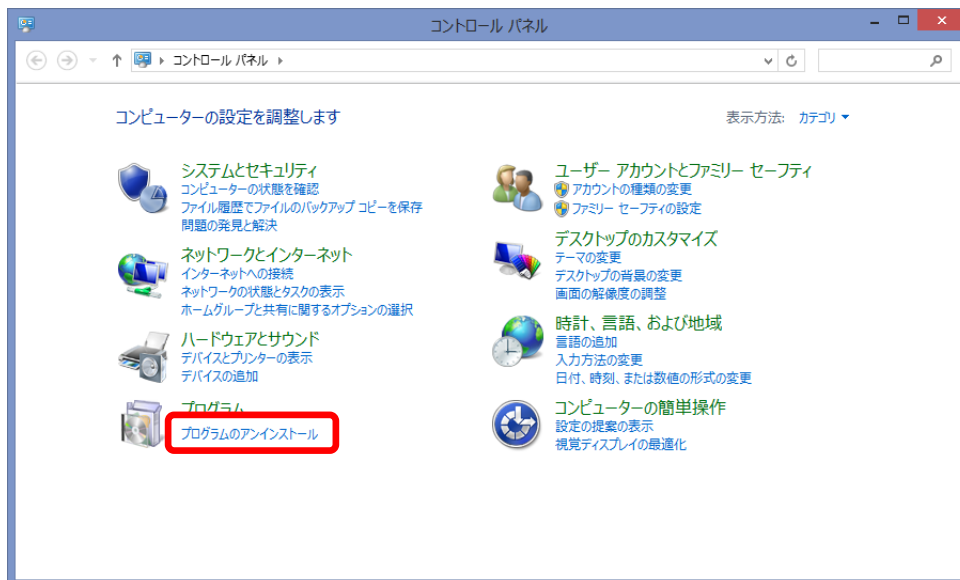 コントロール パネル
コントロール パネル
コンピューターの設定を調整します
表示方法: カテゴリ
システムとセキュリティ
コンピューターの状態を確認
ファイル履歴でファイルのバックアップ コピーを保存
問題の発見と解決
ネットワークとインターネット
インターネットへの接続
ネットワークの状態とタスクの表示
ホームグループと共有に関するオプションの選択
ハードウェアとサウンド
デバイスとプリンターの表示
デバイスの追加
プログラム
プログラムのアンインストール
ユーザー アカウントとファミリー セーフティ
アカウントの種類の変更
ファミリー セーフティの設定
デスクトップのカスタマイズ
テーマの変更
デスクトップの背景の変更
画面の解像度の調整
時計、言語、および地域
言語の追加
入力方法の変更
日付、時刻、または数値の形式の変更
コンピューターの簡単操作
設定の提案の表示
視覚ディスプレイの最適化